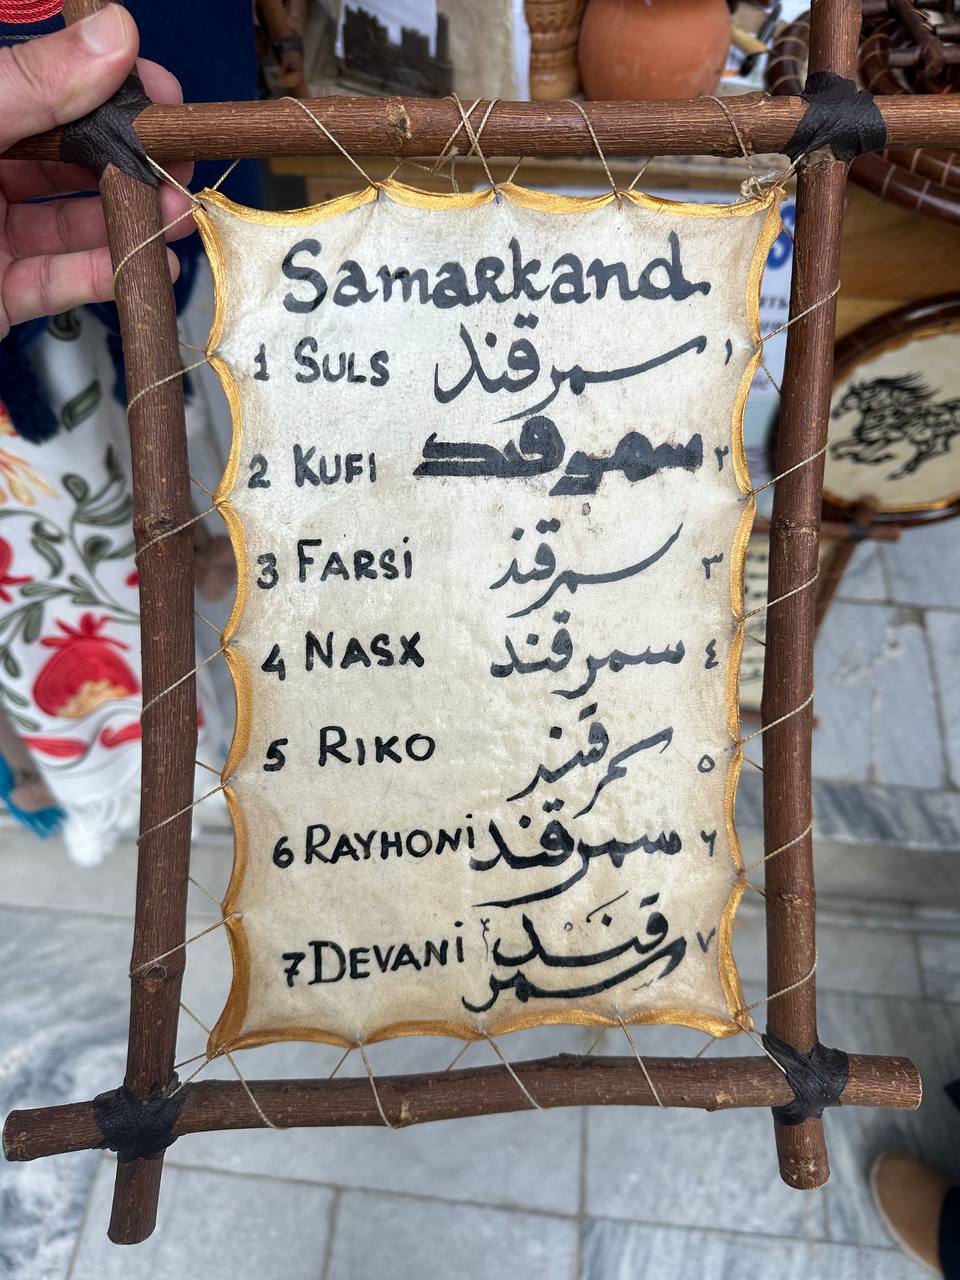 Samarkand
1 SULS سمرقند ١
2 KUFI سمرقند ٢
3 FARSi سمرقند ٣
4 NASX سمرقند ٤
5 RIKO سمرقند ٥
6 RAYHONi سمرقند ٦
7 DEVANi سمرقند ٧